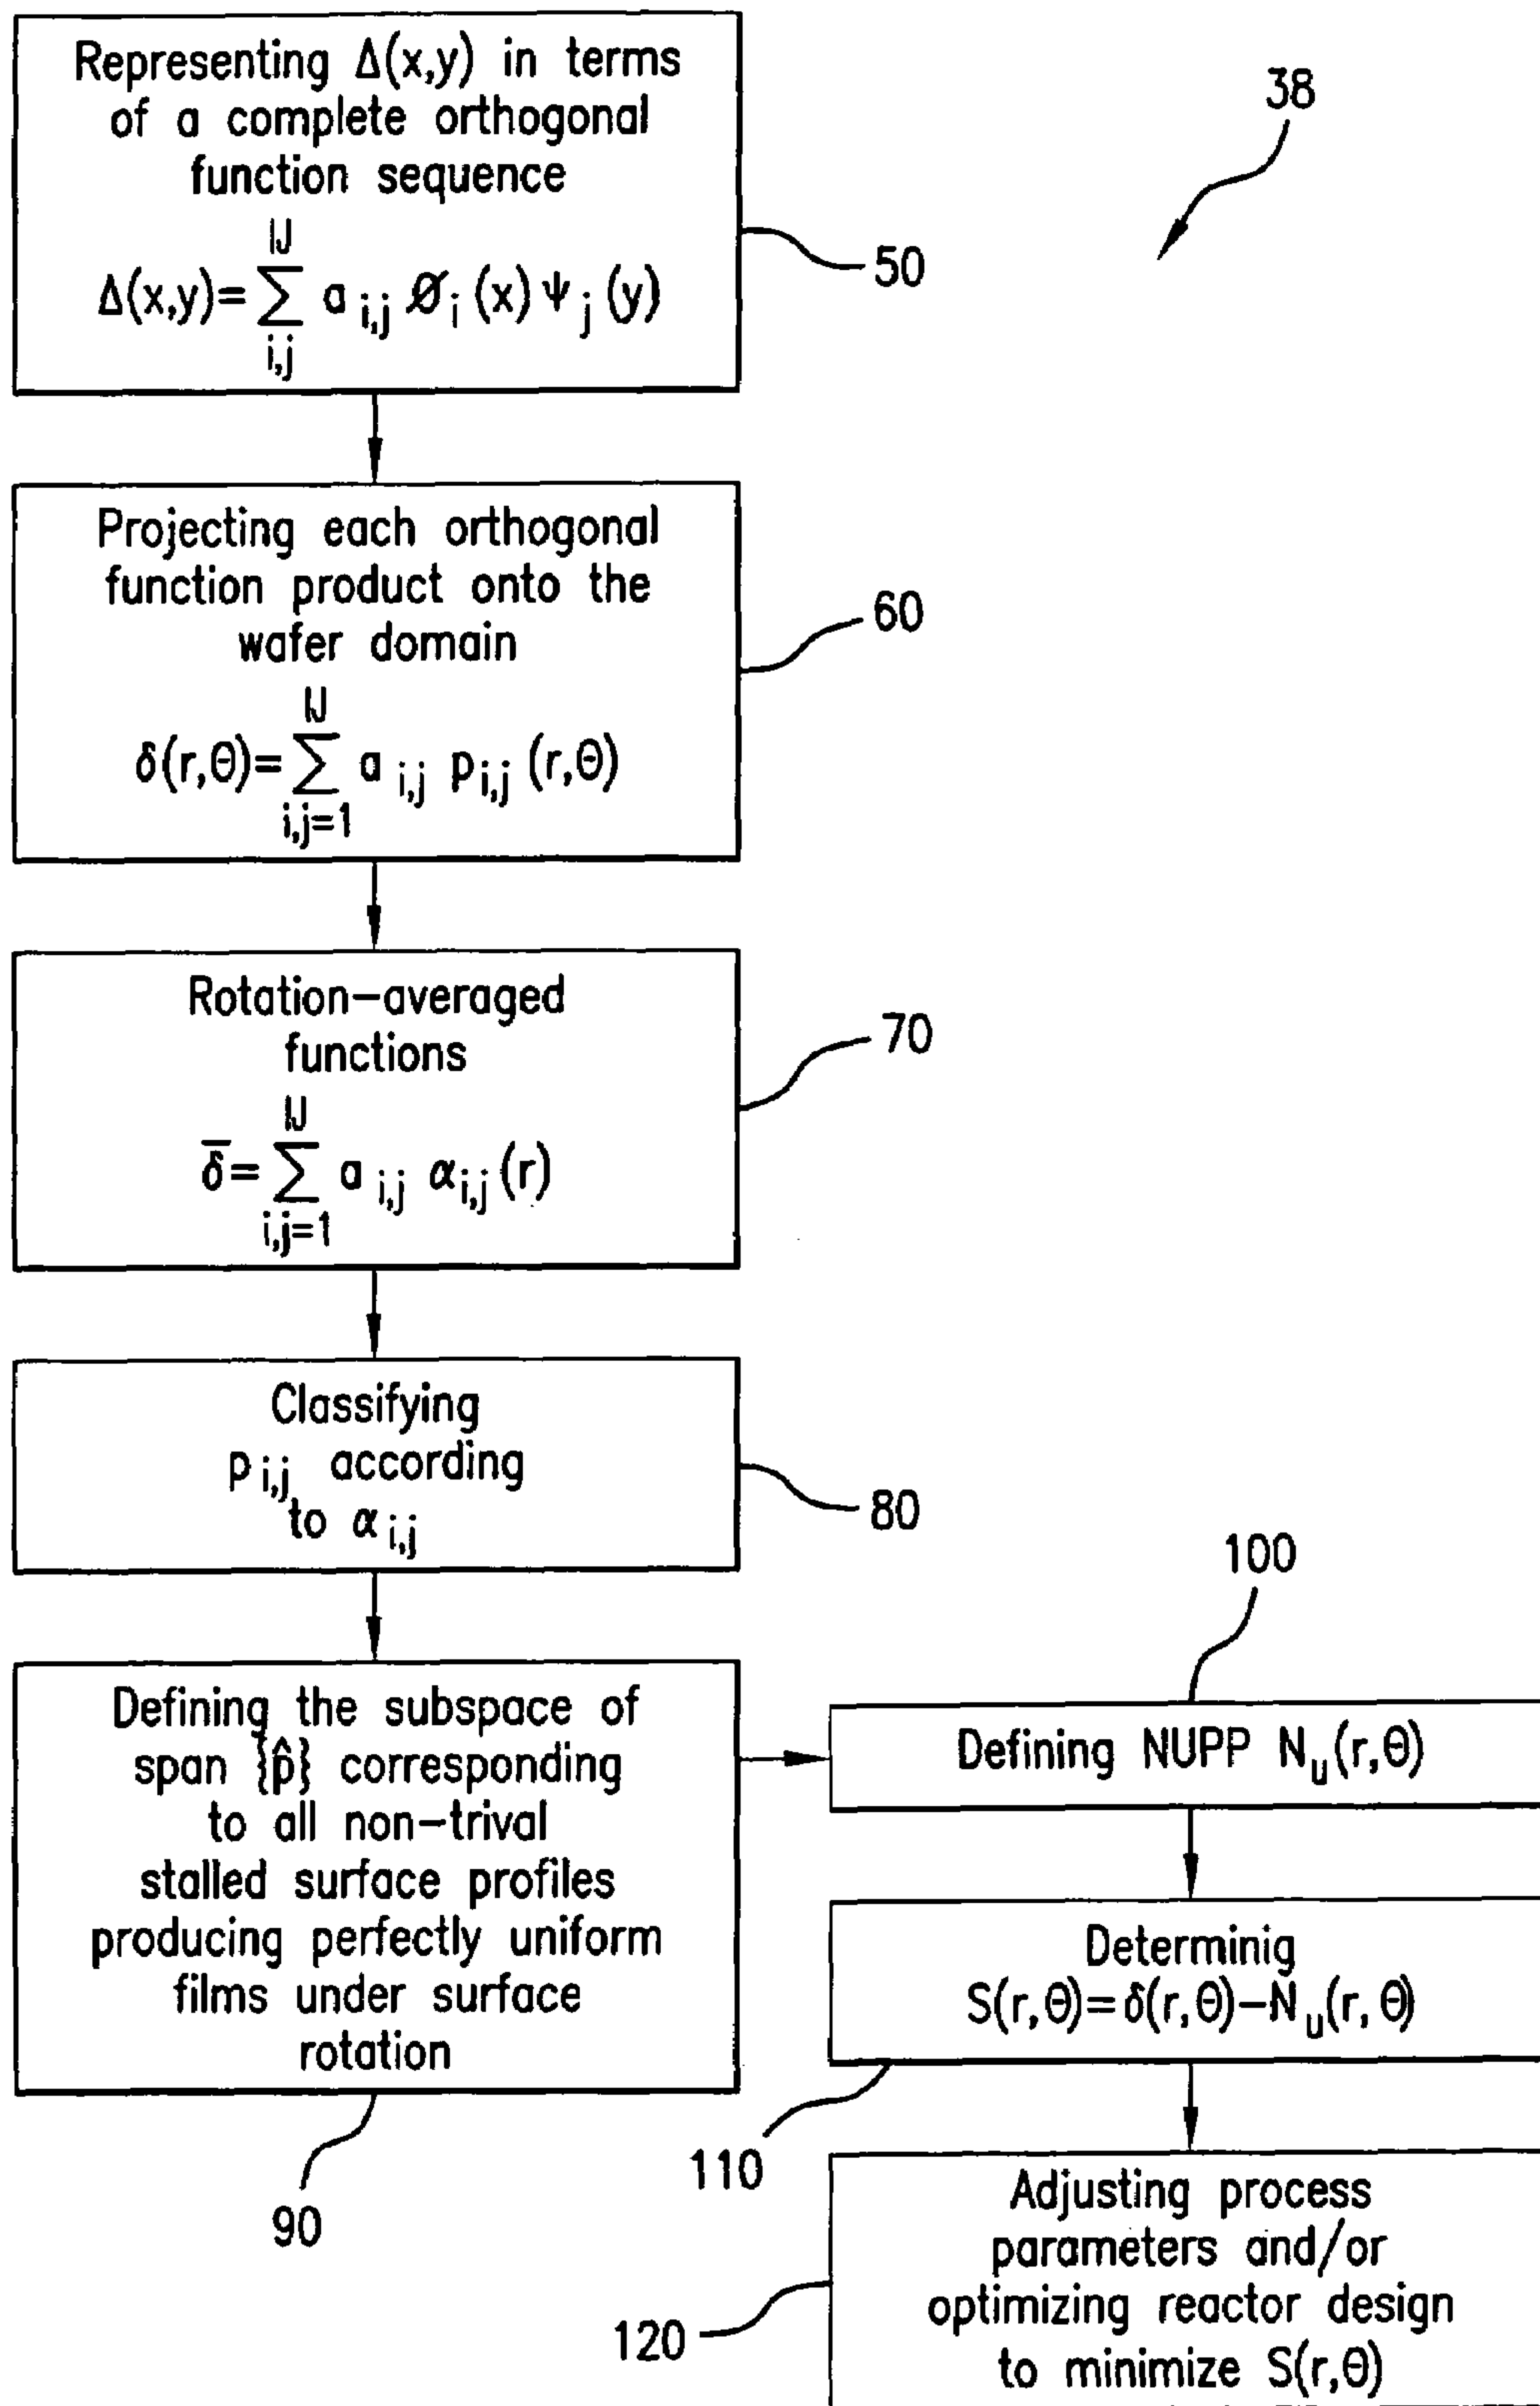 Representing Δ(x,y) in terms
of a complete orthogonal
function sequence
IJ
Δ(x,y)=∑ a i,j Ø i (x) ψ j (y)
i,j
50
38
Projecting each orthogonal
function product onto the
wafer domain
IJ
δ(r,Θ)=∑ a i,j p i,j (r,Θ)
i,j=1
60
Rotation-averaged
functions
IJ
δ̅=∑ a i,j α i,j (r)
i,j=1
70
Classifying
p i,j according
to α i,j
80
Defining the subspace of
span {p̂} corresponding
to all non-trival
stalled surface profiles
producing perfectly uniform
films under surface
rotation
90
100
Defining NUPP N u (r,Θ)
Determinig
S(r,Θ)=δ(r,Θ)-N u (r,Θ)
110
Adjusting process
parameters and/or
optimizing reactor design
to minimize S(r,Θ)
120